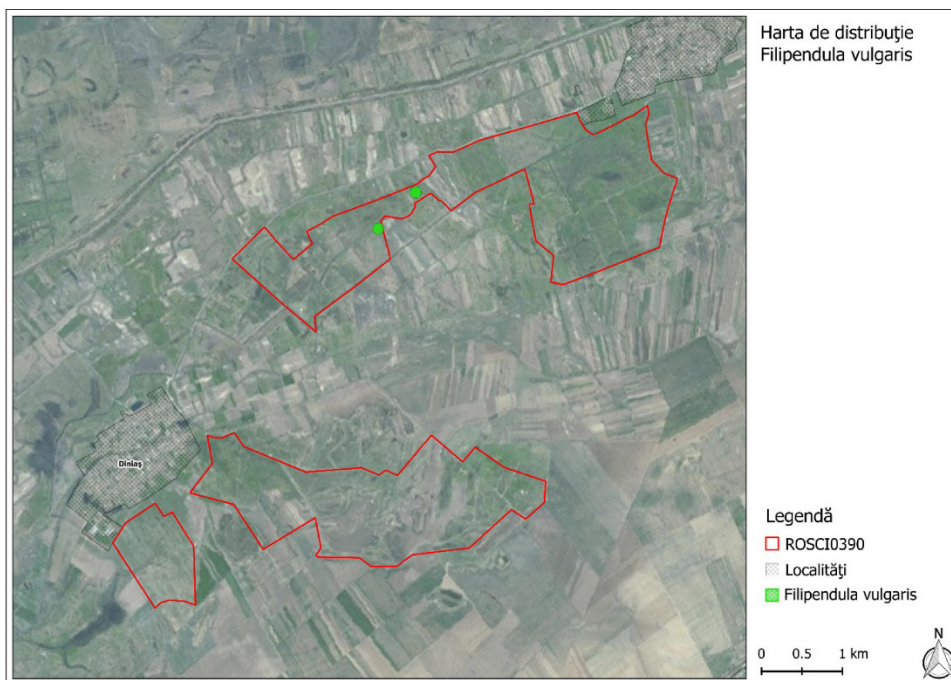 Harta de distribuţie
Filipendula vulgaris
Diniaş
Legendă
ROSCI0390
Localităţi
Filipendula vulgaris
N
0 0.5 1 km